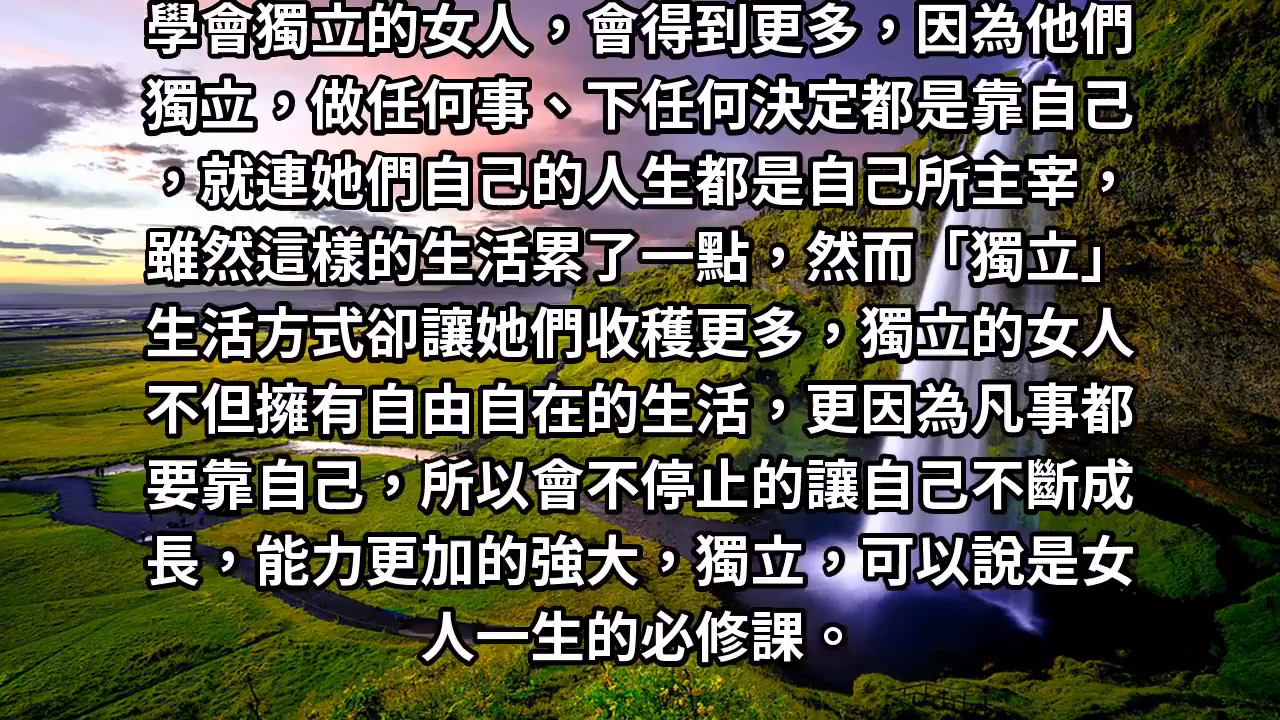 學會獨立的女人，會得到更多，因為他們
獨立，做任何事、下任何決定都是靠自己
，就連她們自己的人生都是自己所主宰，
雖然這樣的生活累了一點，然而「獨立」
生活方式卻讓她們收穫更多，獨立的女人
不但擁有自由自在的生活，更因為凡事都
要靠自己，所以會不停止的讓自己不斷成
長，能力更加的強大，獨立，可以說是女
人一生的必修課。